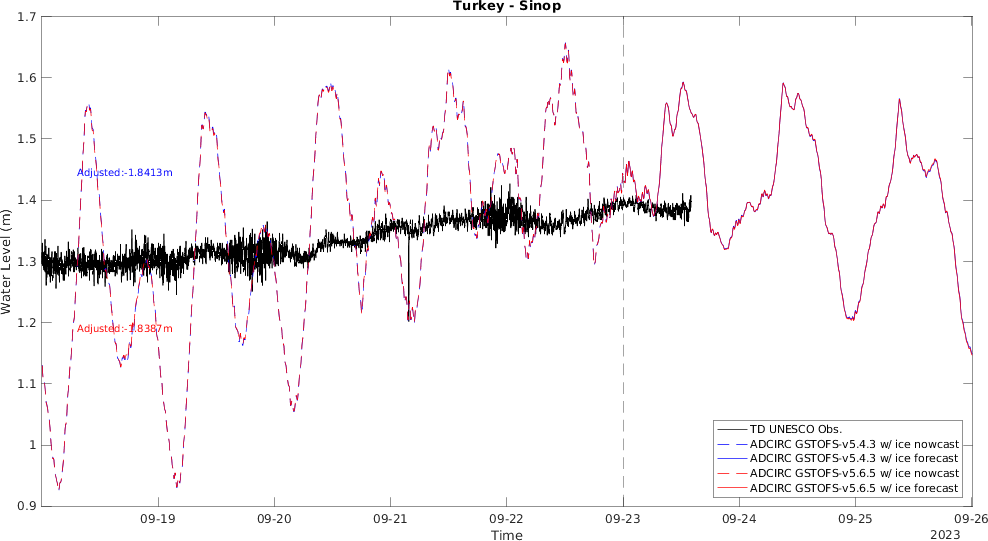 Turkey - Sinop
1.7
1.6
1.5
1.4
1.3
1.2
1.1
1
0.9
Water Level (m)
Adjusted:-1.8413m
Adjusted:-1.8387m
TD UNESCO Obs.
ADCIRC GSTOFS-v5.4.3 w/ ice nowcast
ADCIRC GSTOFS-v5.4.3 w/ ice forecast
ADCIRC GSTOFS-v5.6.5 w/ ice nowcast
ADCIRC GSTOFS-v5.6.5 w/ ice forecast
09-19 09-20 09-21 09-22 09-23 09-24 09-25 09-26
Time
2023